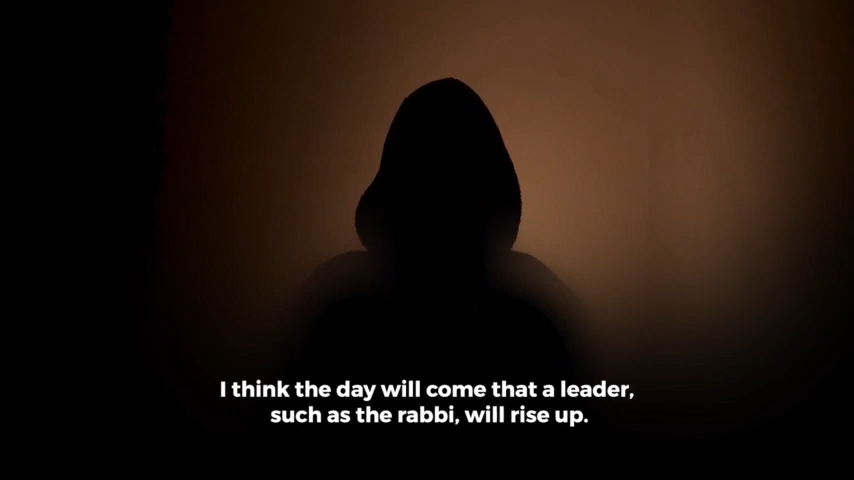 I think the day will come that a leader,
such as the rabbi, will rise up.